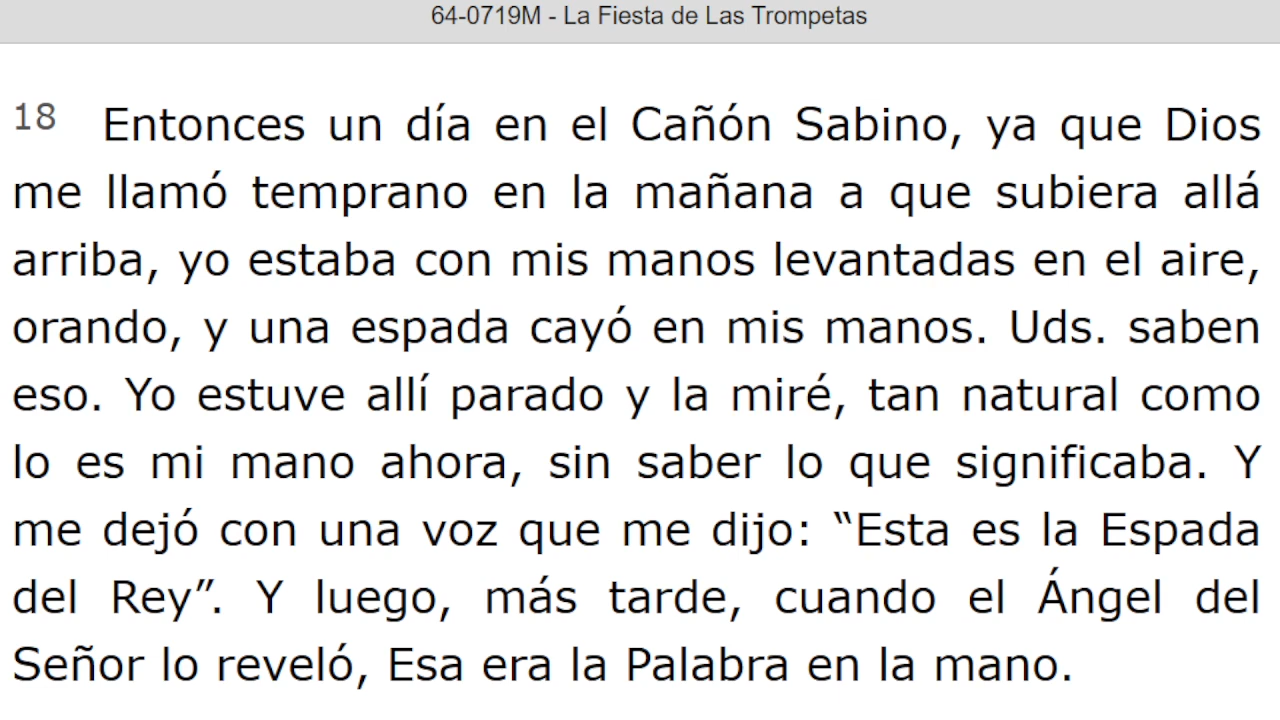 64-0719M - La Fiesta de Las Trompetas
18 Entonces un día en el Cañón Sabino, ya que Dios
me llamó temprano en la mañana a que subiera allá
arriba, yo estaba con mis manos levantadas en el aire,
orando, y una espada cayó en mis manos. Uds. saben
eso. Yo estuve allí parado y la miré, tan natural como
lo es mi mano ahora, sin saber lo que significaba. Y
me dejó con una voz que me dijo: “Esta es la Espada
del Rey”. Y luego, más tarde, cuando el Ángel del
Señor lo reveló, Esa era la Palabra en la mano.